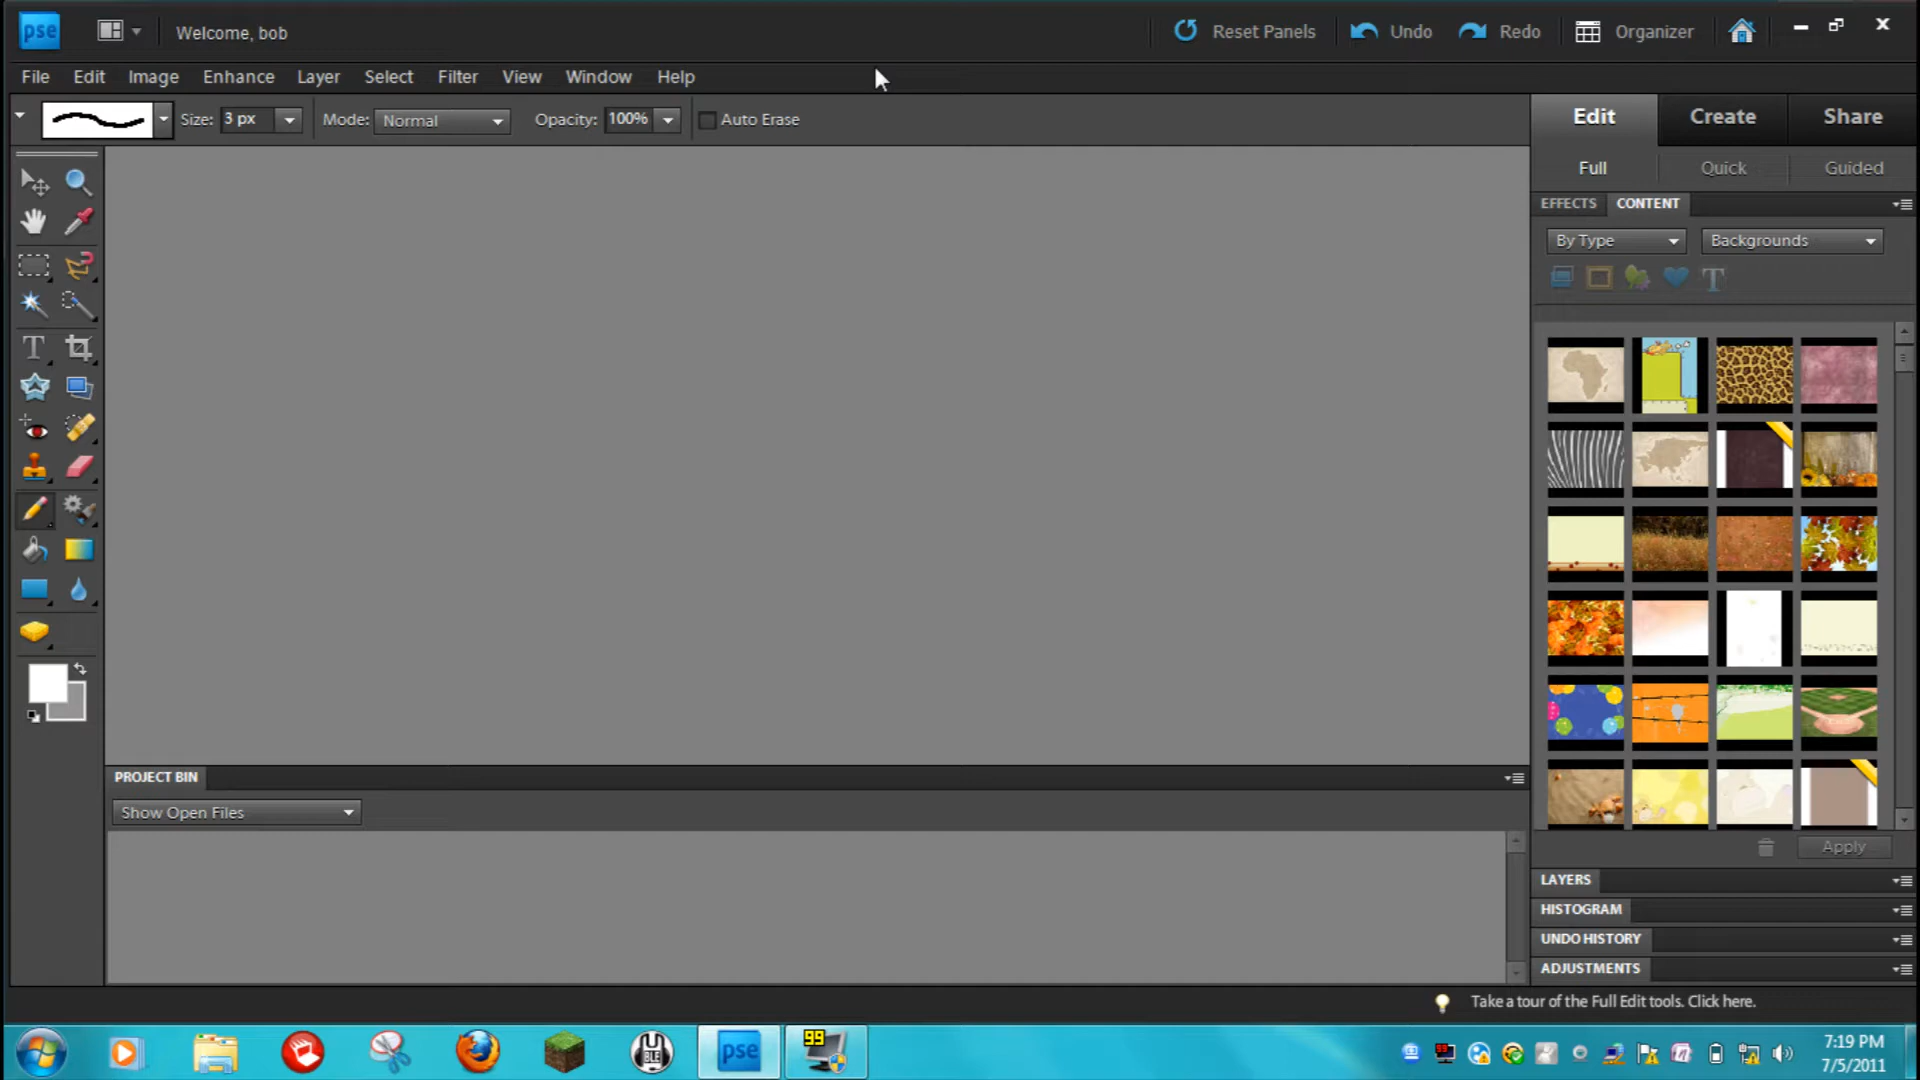 pse
Welcome, bob
Reset Panels
Undo
Redo
Organizer
File Edit Image Enhance Layer Select Filter View Window Help
Size: 3 px
Mode: Normal
Opacity: 100%
Auto Erase
Edit Create Share
Full Quick Guided
EFFECTS CONTENT
By Type Backgrounds
T
T
PROJECT BIN
Show Open Files
Apply
LAYERS
HISTOGRAM
UNDO HISTORY
ADJUSTMENTS
Take a tour of the Full Edit tools. Click here.
BLE
pse
99
7:19 PM
7/5/2011